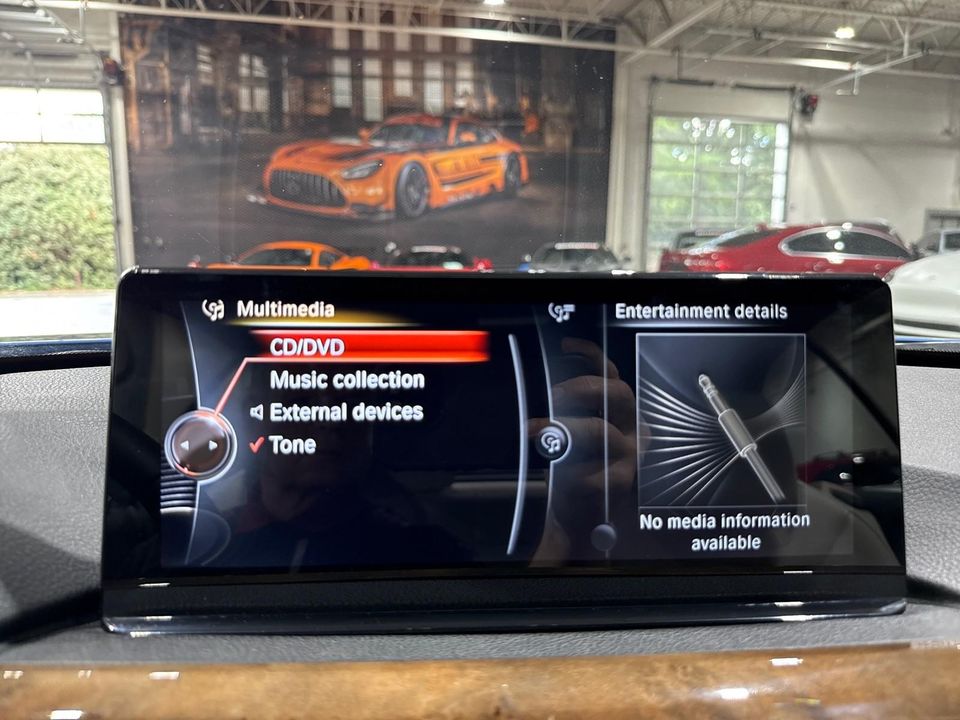 Multimedia
CD/DVD
Music collection
External devices
Tone
Entertainment details
No media information
available